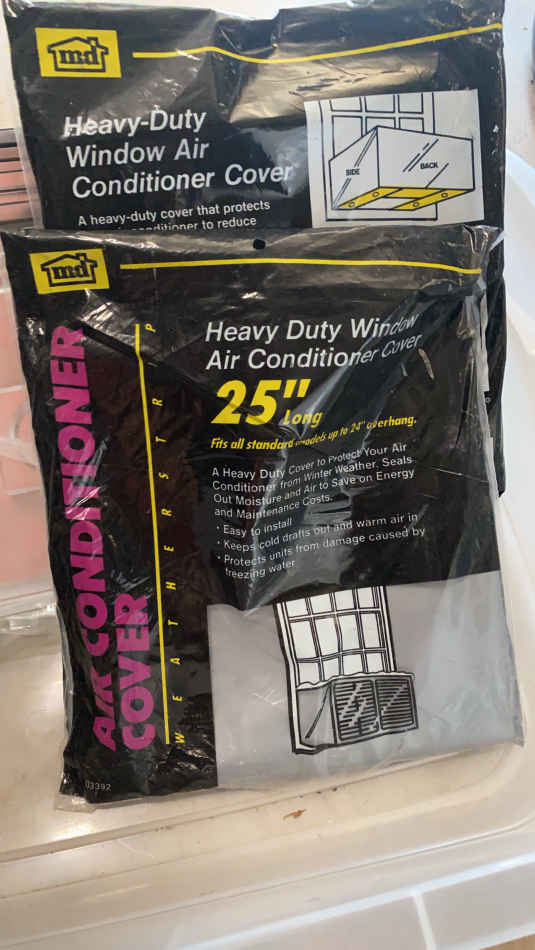 md
Heavy-Duty
Window Air
Conditioner Cover
A heavy-duty cover that protects
conditioner to reduce
SIDE
BACK
md
AIR CONDITIONER
COVER
WEATHERSTRIP
Heavy Duty Window
Air Conditioner Cover
25" Long
Fits all standard models up to 24" overhang.
A Heavy Duty Cover to Protect Your Air
Conditioner from Winter Weather. Seals
Out Moisture and Air to Save on Energy
and Maintenance Costs.
• Easy to install
• Keeps cold drafts out and warm air in
• Protects units from damage caused by
freezing water
03392